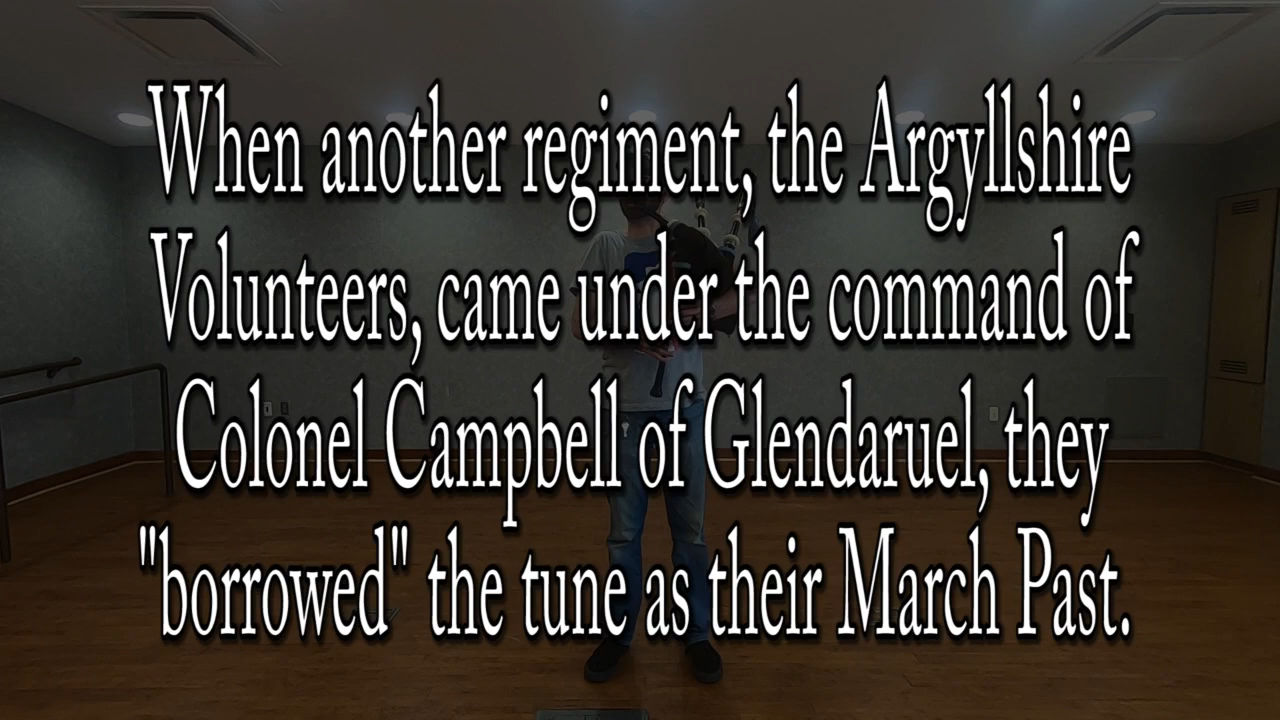 When another regiment, the Argyllshire
Volunteers, came under the command of
Colonel Campbell of Glendaruel, they
"borrowed" the tune as their March Past.